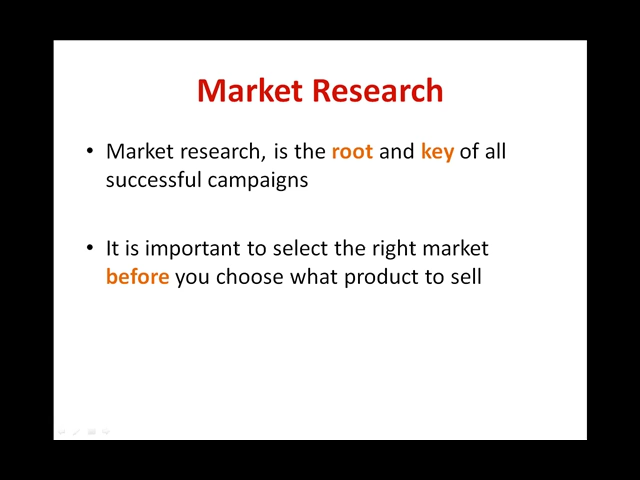 Market Research
• Market research, is the root and key of all
successful campaigns
• It is important to select the right market
before you choose what product to sell